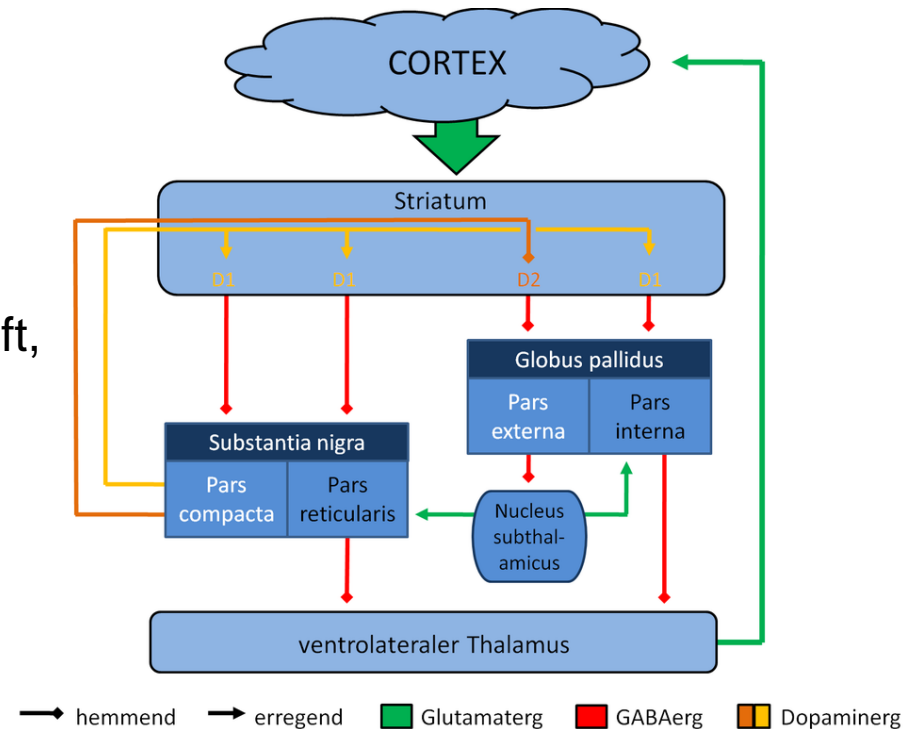 CORTEX
Striatum
D1 D1 D2 D1
ft,
Globus pallidus
Pars
externa
Pars
interna
Substantia nigra
Pars
compacta
Pars
reticularis
Nucleus
subthal-
amicus
ventrolateraler Thalamus
hemmend erregend Glutamaterg GABAerg Dopaminerg